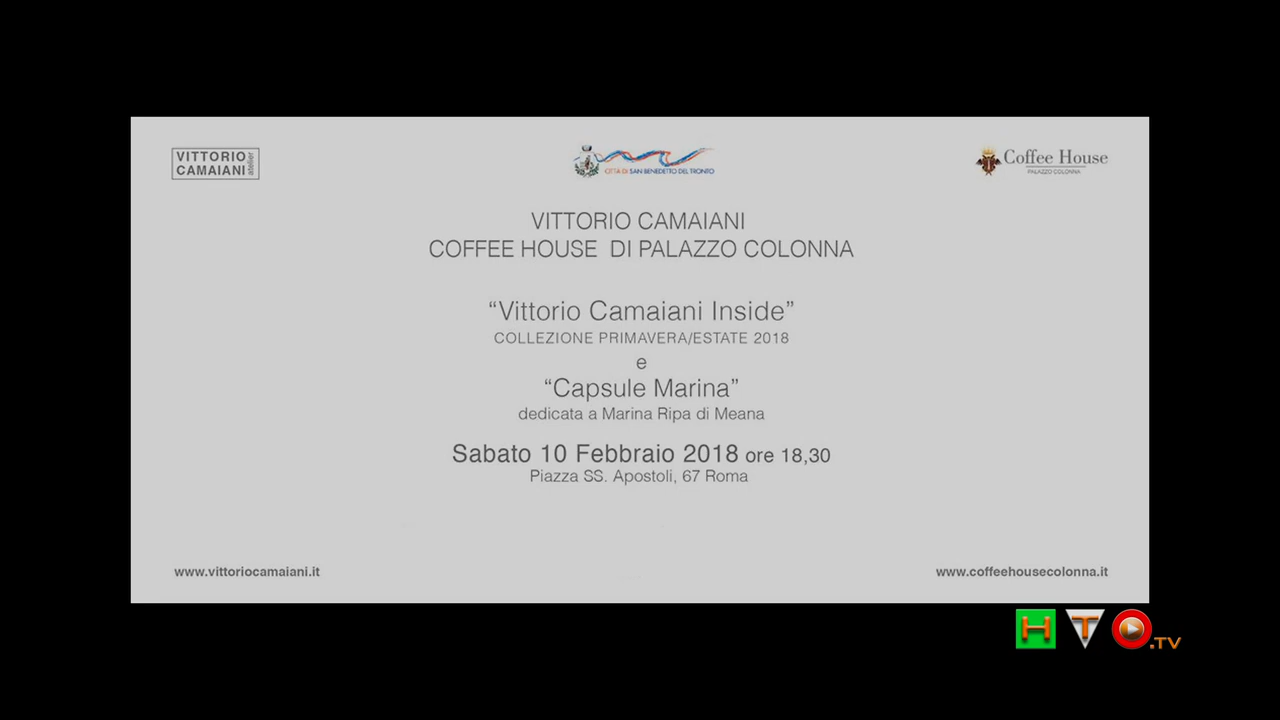 VITTORIO
CAMAIANI
atelier
CITTÀ DI SAN BENEDETTO DEL TRONTO
Coffee House
PALAZZO COLONNA
VITTORIO CAMAIANI
COFFEE HOUSE DI PALAZZO COLONNA
“Vittorio Camaiani Inside”
COLLEZIONE PRIMAVERA/ESTATE 2018
e
“Capsule Marina”
dedicata a Marina Ripa di Meana
Sabato 10 Febbraio 2018 ore 18,30
Piazza SS. Apostoli, 67 Roma
www.vittoriocamaiani.it
www.coffeehousecolonna.it
HTO.TV